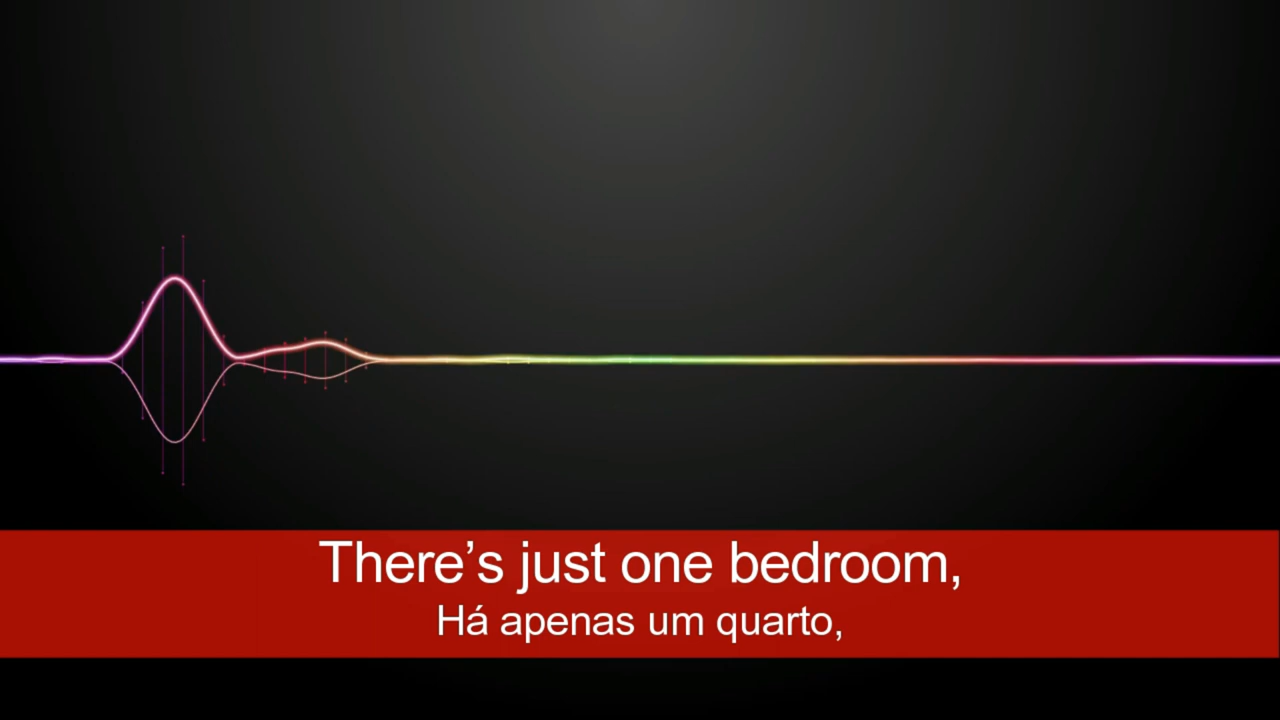 There’s just one bedroom,
Há apenas um quarto,